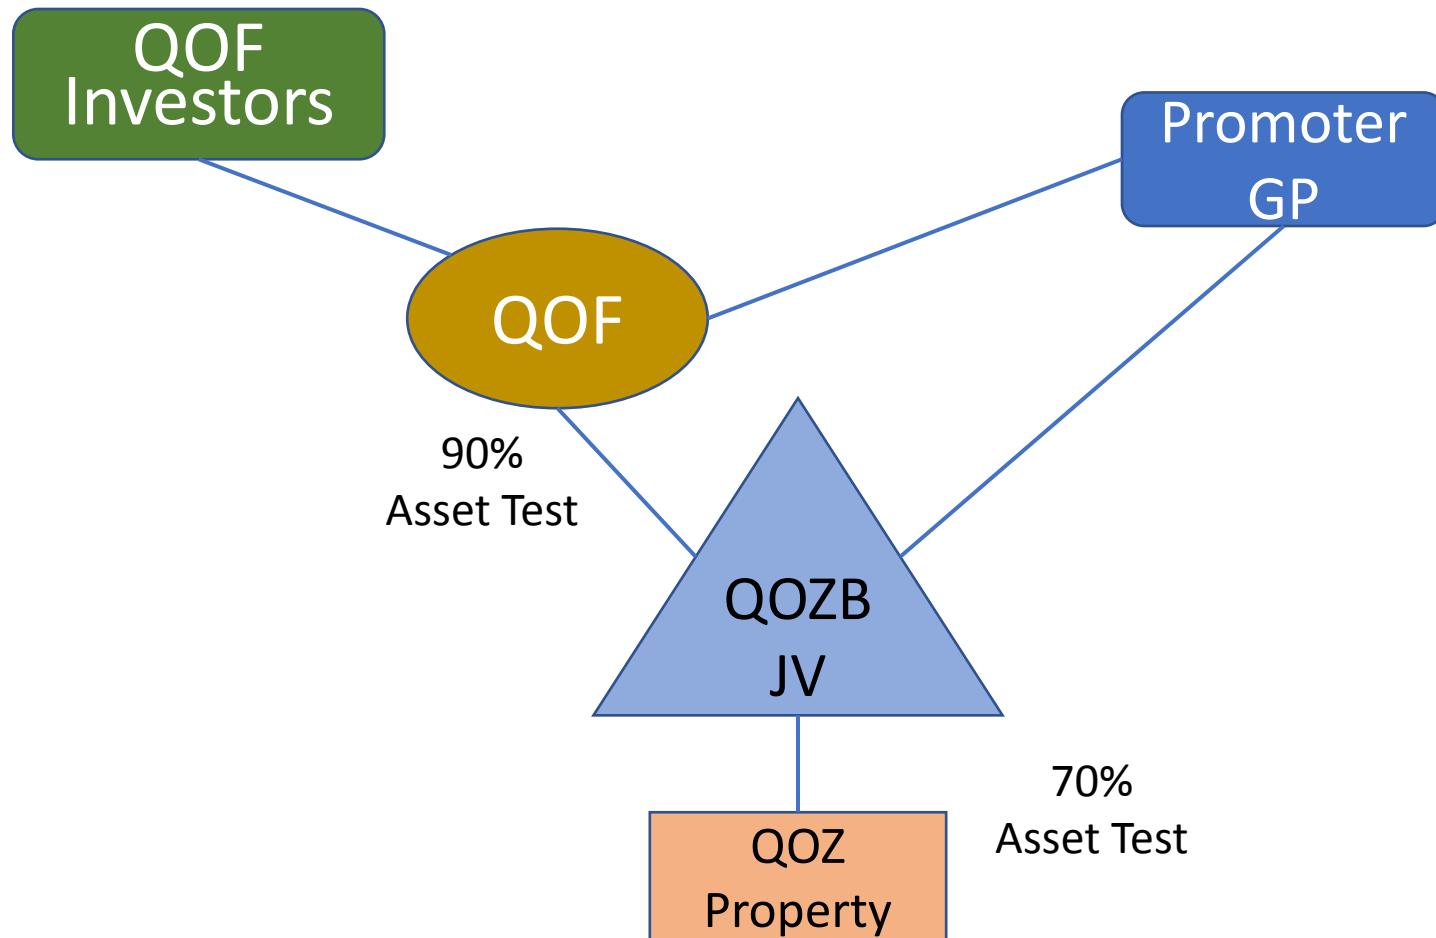 QOF
Investors
Promoter
GP
QOF
90%
Asset Test
QOZB
JV
70%
Asset Test
QOZ
Property